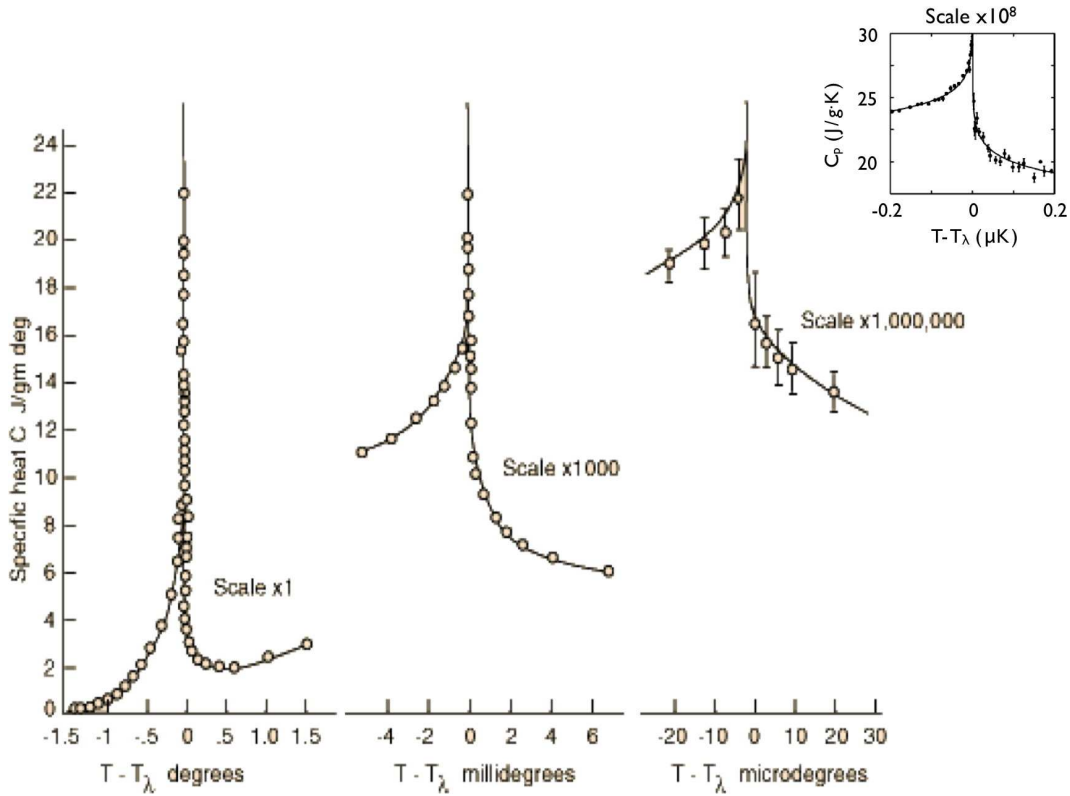 Scale x10⁸
30
25
20
Cₚ (J/g·K)
-0.2 0 0.2
T-Tλ (μK)
24
22
20
18
16
14
12
10
8
6
4
2
0
Specific heat C J/gm deg
Scale x1
Scale x1000
Scale x1,000,000
-1.5 -1 -.5 0 .5 1.0 1.5
T - Tλ degrees
-4 -2 0 2 4 6
T - Tλ millidegrees
-20 -10 0 10 20 30
T - Tλ microdegrees